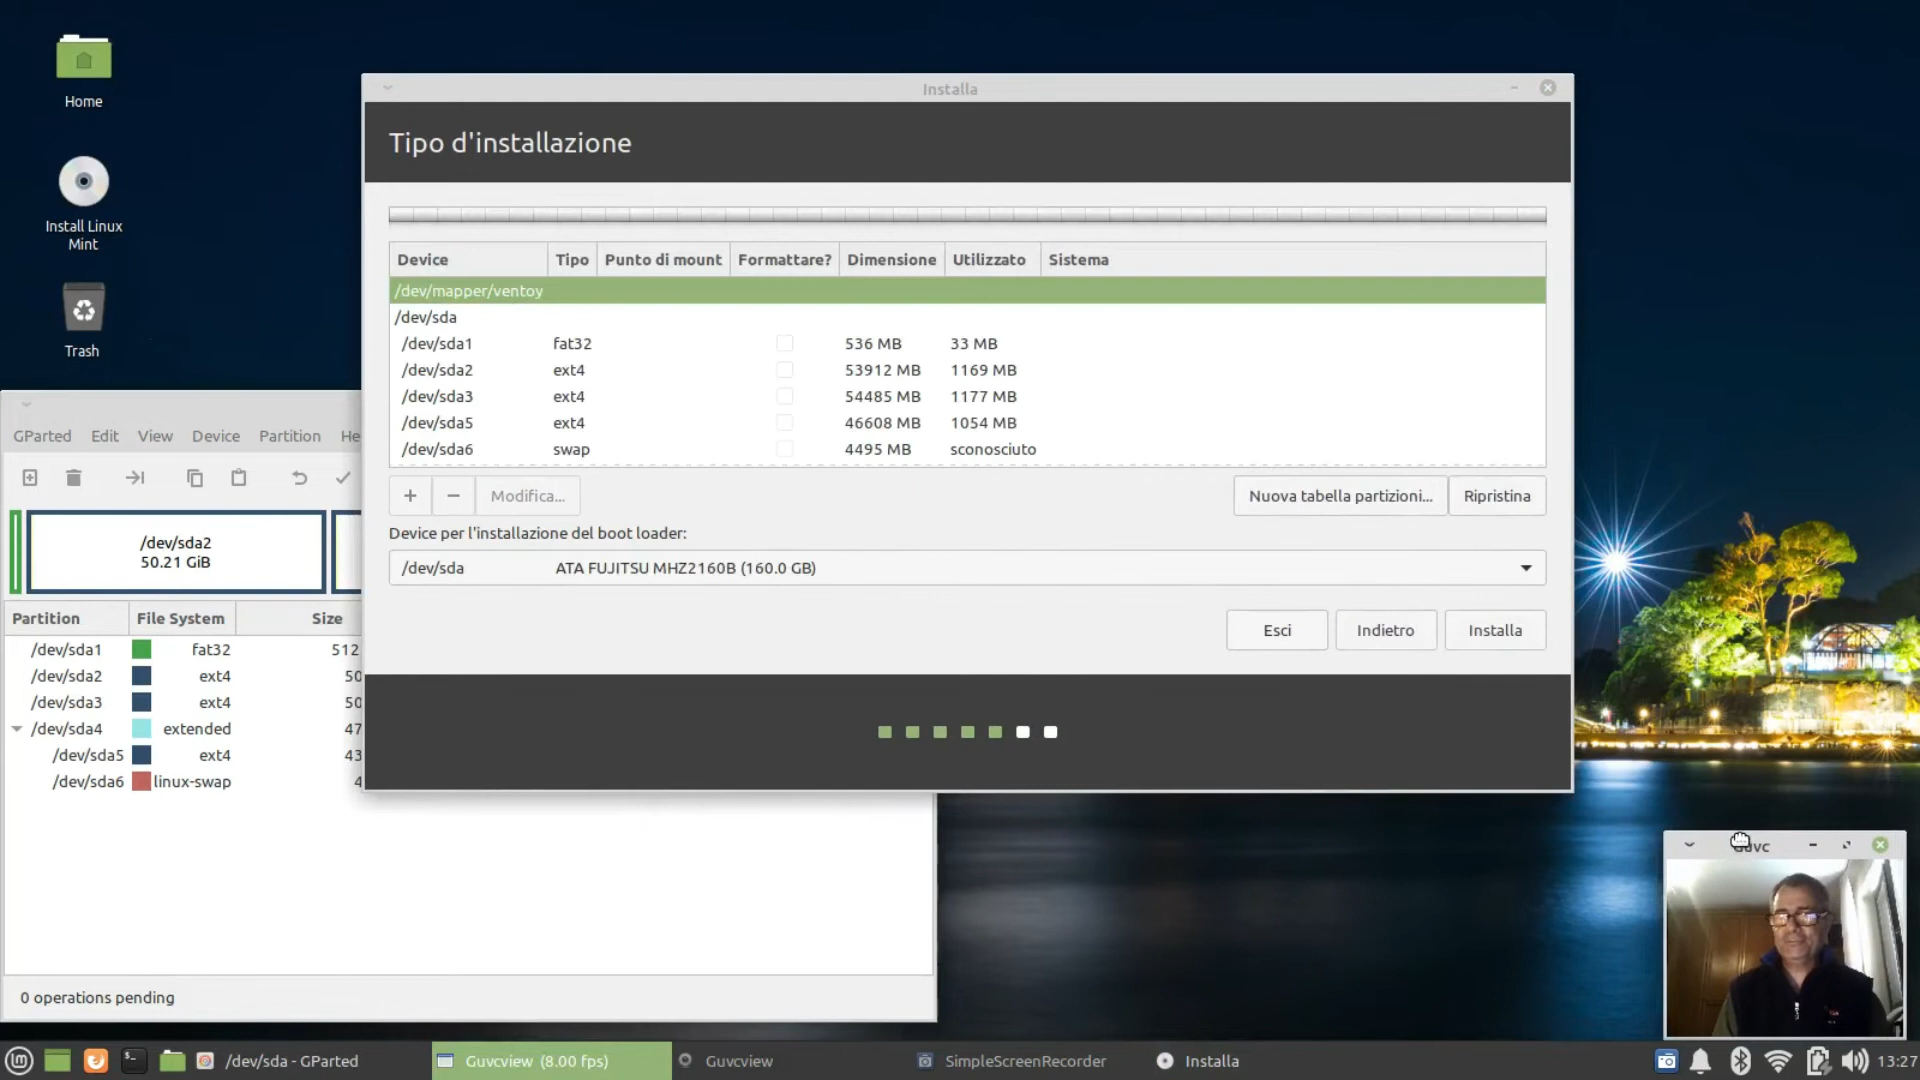 Home
Install Linux
Mint
Trash
Installa
Tipo d'installazione
Device Tipo Punto di mount Formattare? Dimensione Utilizzato Sistema
/dev/mapper/ventoy
/dev/sda
/dev/sda1 fat32 536 MB 33 MB
/dev/sda2 ext4 53912 MB 1169 MB
/dev/sda3 ext4 54485 MB 1177 MB
/dev/sda5 ext4 46608 MB 1054 MB
/dev/sda6 swap 4495 MB sconosciuto
+ − Modifica... Nuova tabella partizioni... Ripristina
Device per l'installazione del boot loader:
/dev/sda ATA FUJITSU MHZ2160B (160.0 GB)
Esci Indietro Installa
GParted Edit View Device Partition He
/dev/sda2
50.21 GiB
Partition File System Size
/dev/sda1 fat32 512
/dev/sda2 ext4 50
/dev/sda3 ext4 50
/dev/sda4 extended 47
/dev/sda5 ext4 43
/dev/sda6 linux-swap 4
0 operations pending
/dev/sda - GParted
Guvcview (8.00 fps)
Guvcview
SimpleScreenRecorder
Installa
13:27